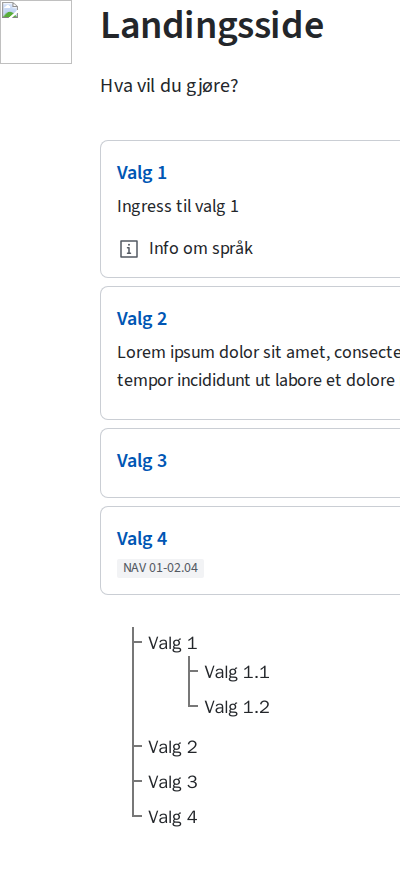 Landingsside
Hva vil du gjøre?
Valg 1
Ingress til valg 1
Info om språk
Valg 2
Lorem ipsum dolor sit amet, consecte
tempor incididunt ut labore et dolore
Valg 3
Valg 4
NAV 01-02.04
Valg 1
Valg 1.1
Valg 1.2
Valg 2
Valg 3
Valg 4